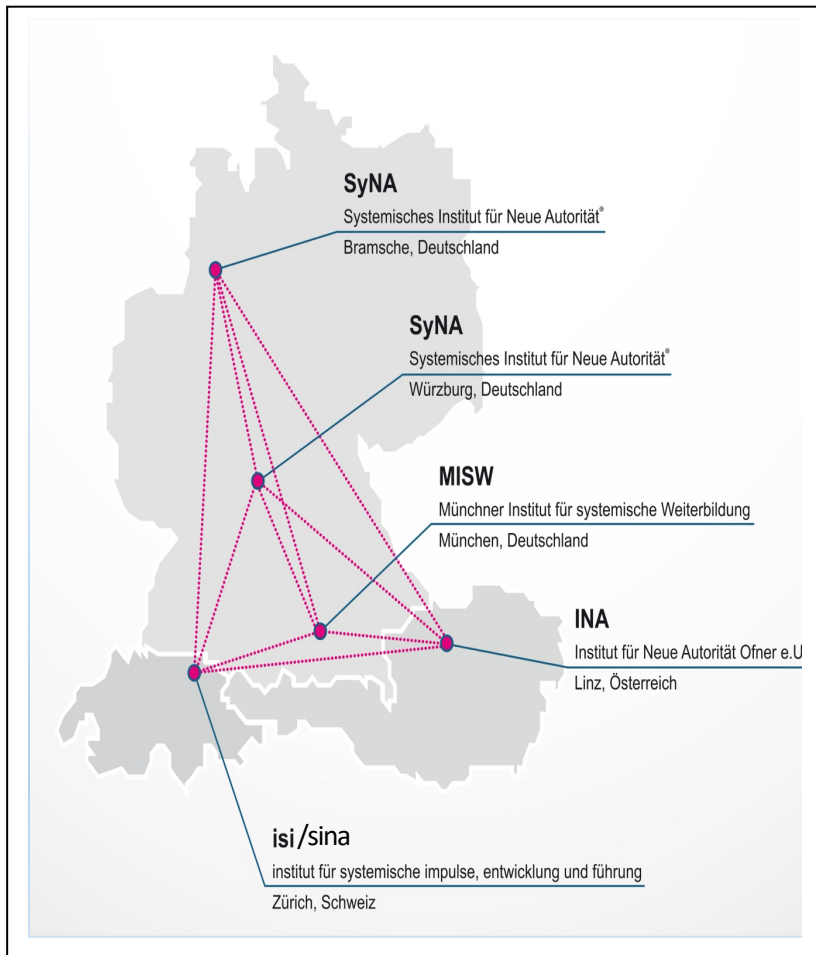 SyNA
Systemisches Institut für Neue Autorität®
Bramsche, Deutschland
SyNA
Systemisches Institut für Neue Autorität®
Würzburg, Deutschland
MISW
Münchner Institut für systemische Weiterbildung
München, Deutschland
INA
Institut für Neue Autorität Ofner e.U
Linz, Österreich
isi/sina
institut für systemische impulse, entwicklung und führung
Zürich, Schweiz